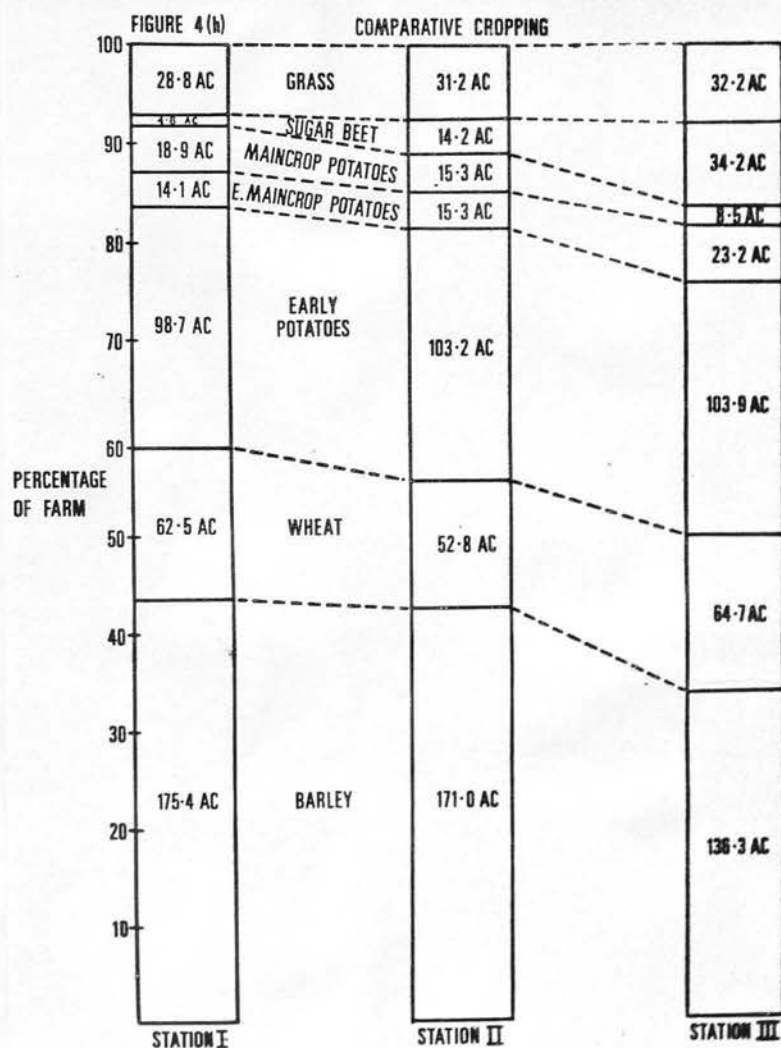 FIGURE 4(h) COMPARATIVE CROPPING
100
28·8 AC GRASS 31·2 AC 32·2 AC
4·6 AC SUGAR BEET 14·2 AC 34·2 AC
90
18·9 AC MAINCROP POTATOES 15·3 AC 8·5 AC
14·1 AC E. MAINCROP POTATOES 15·3 AC 23·2 AC
80
98·7 AC EARLY POTATOES 103·2 AC 103·9 AC
70
60
PERCENTAGE
OF FARM
62·5 AC WHEAT 52·8 AC 64·7 AC
50
40
30
175·4 AC BARLEY 171·0 AC 136·3 AC
20
10
STATION I STATION II STATION III